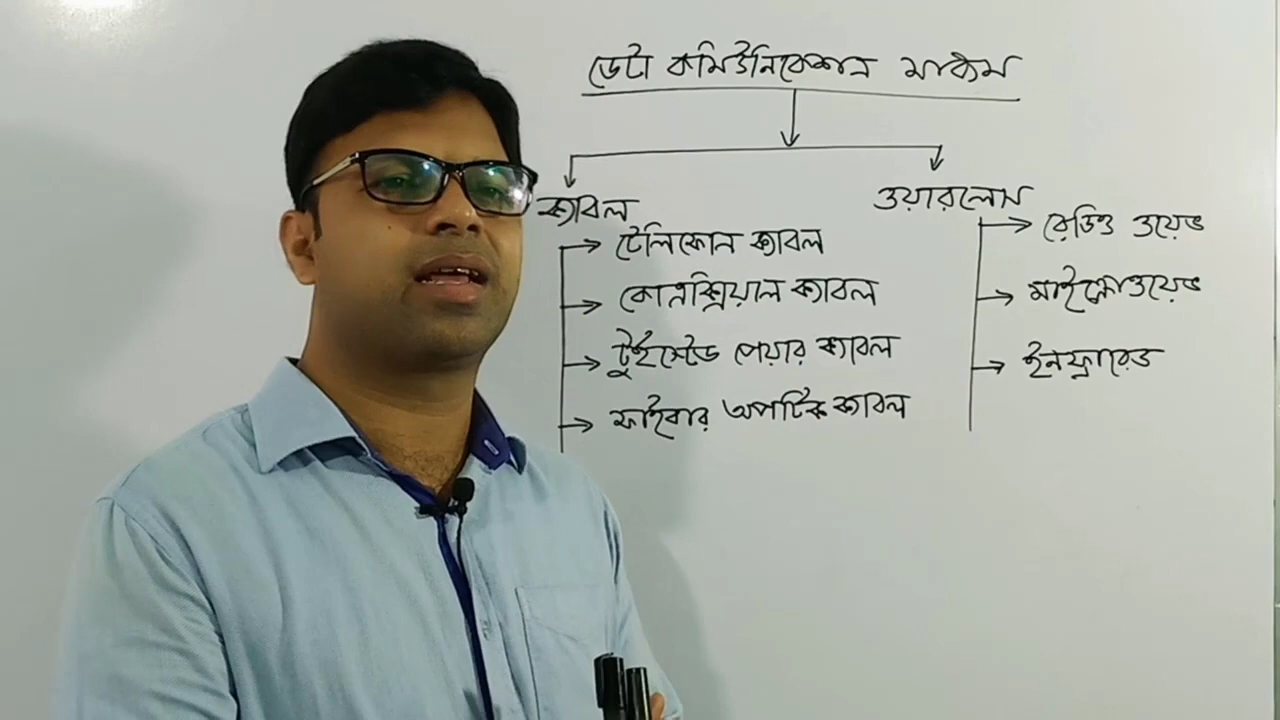 ডেটা কমিউনিকেশন মাধ্যম
ক্যাবল
টেলিফোন ক্যাবল
কোএক্সিয়াল ক্যাবল
টুইস্টেড পেয়ার ক্যাবল
ফাইবার অপটিক ক্যাবল
ওয়ারলেস
রেডিও ওয়েভ
মাইক্রোওয়েভ
ইনফ্রারেড